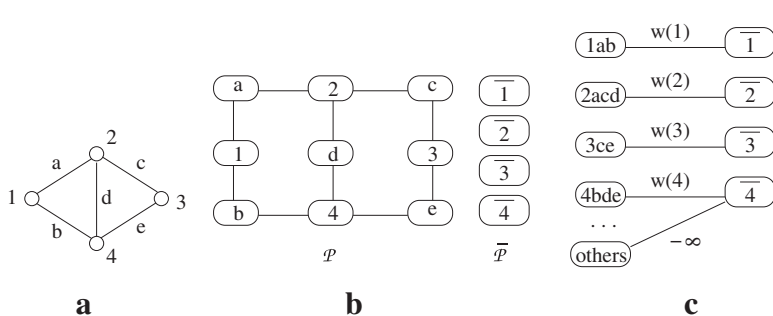 1
a
b
2
d
c
e
3
4
a
a
2
c
1
d
3
b
4
e
𝒫
1̅
2̅
3̅
4̅
𝒫̅
b
1ab w(1) 1̅
2acd w(2) 2̅
3ce w(3) 3̅
4bde w(4) 4̅
...
others −∞
c